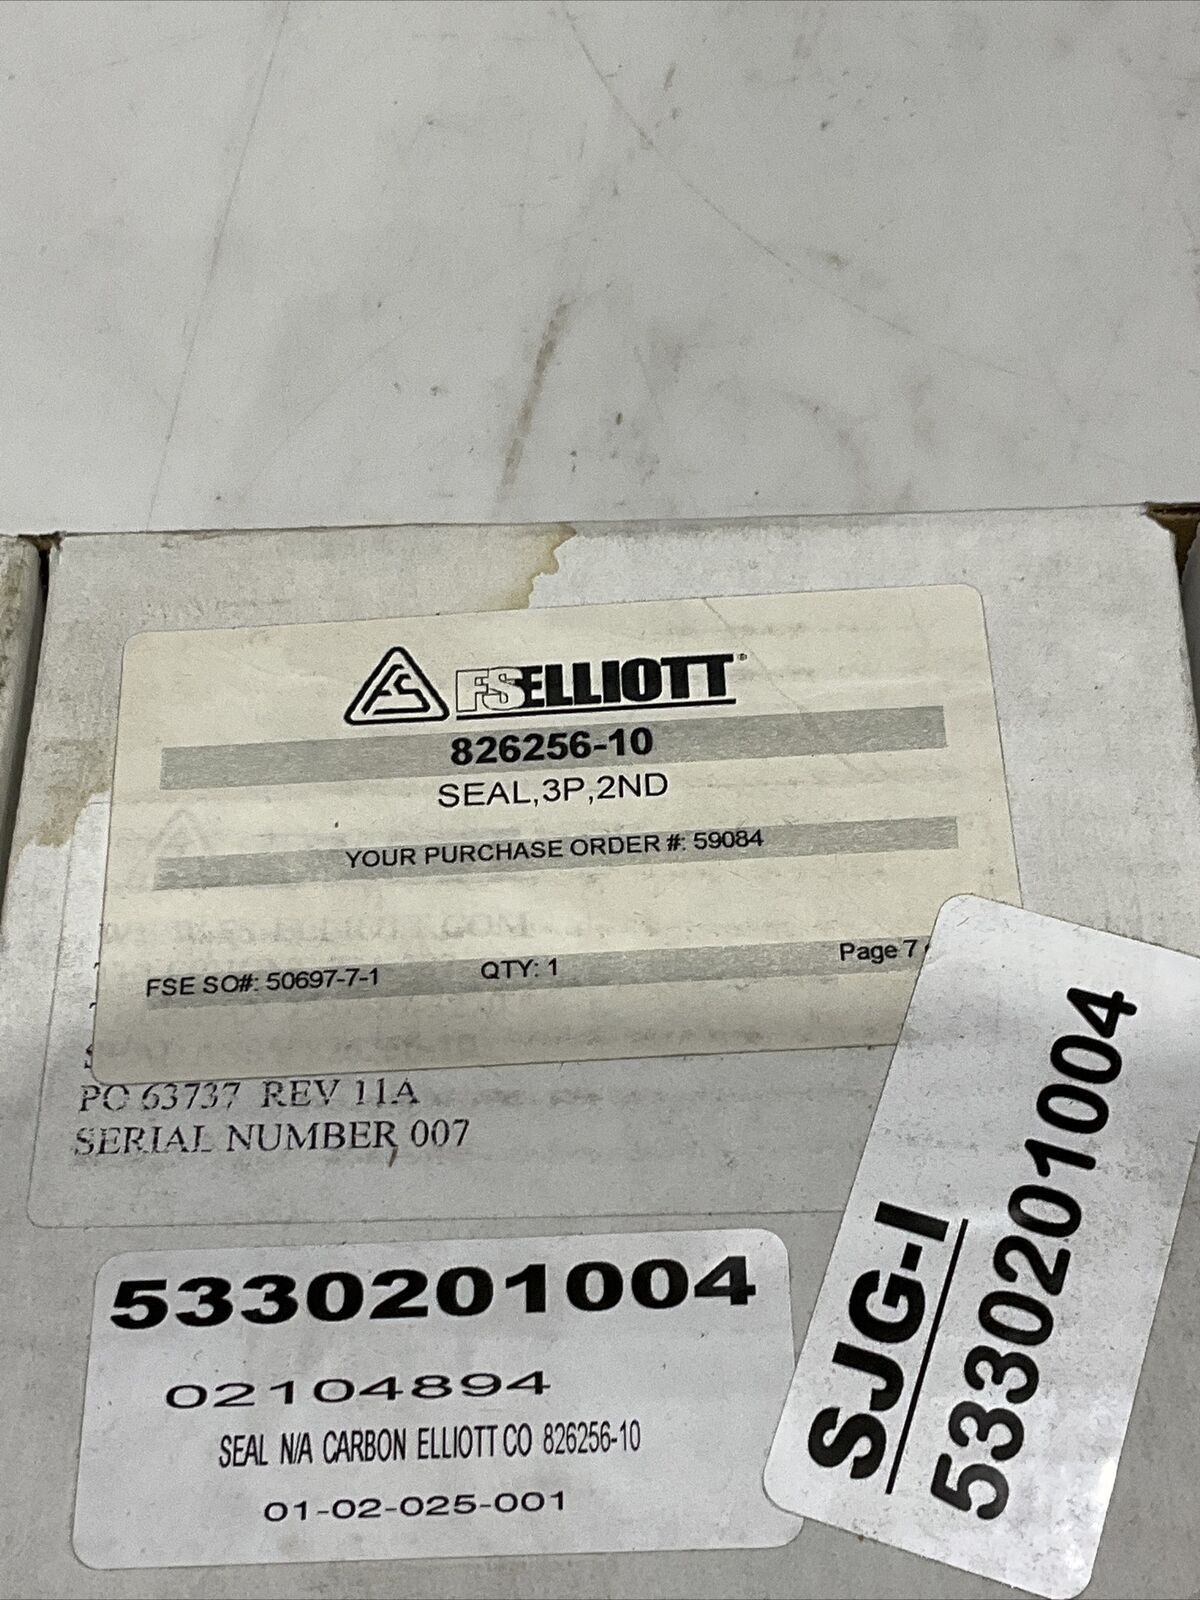 FS
FSELLIOTT®
826256-10
SEAL,3P,2ND
YOUR PURCHASE ORDER #: 59084
FSE SO#: 50697-7-1 QTY: 1 Page 7
PO 63737 REV 11A
SERIAL NUMBER 007
5330201004
02104894
SEAL N/A CARBON ELLIOTT CO 826256-10
01-02-025-001
SJG-I
5330201004